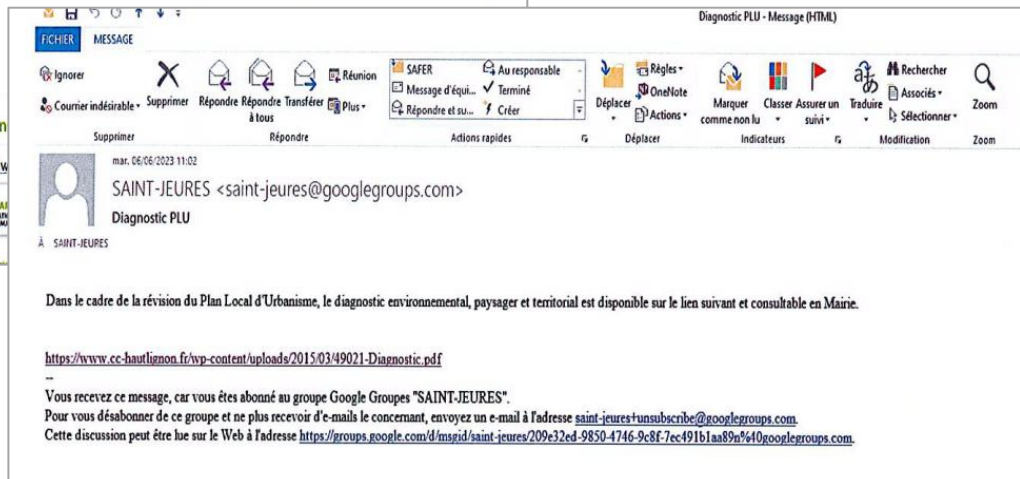 Diagnostic PLU - Message (HTML)
FICHIER MESSAGE
Ignorer
Courrier indésirable
Supprimer
Répondre Répondre à tous Transférer
Réunion
Plus
SAFER
Message d'équi...
Répondre et su...
Au responsable
Terminé
Créer
Déplacer
Règles
OneNote
Actions
Marquer comme non lu
Classer
Assurer un suivi
Traduire
Rechercher
Associés
Sélectionner
Zoom
Supprimer Répondre Actions rapides Déplacer Indicateurs Modification Zoom
mar. 06/06/2023 11:02
SAINT-JEURES <saint-jeures@googlegroups.com>
Diagnostic PLU
À SAINT-JEURES
Dans le cadre de la révision du Plan Local d'Urbanisme, le diagnostic environnemental, paysager et territorial est disponible sur le lien suivant et consultable en Mairie.
https://www.cc-hautlignon.fr/wp-content/uploads/2015/03/49021-Diagnostic.pdf
--
Vous recevez ce message, car vous êtes abonné au groupe Google Groupes "SAINT-JEURES".
Pour vous désabonner de ce groupe et ne plus recevoir d'e-mails le concernant, envoyez un e-mail à l'adresse saint-jeures+unsubscribe@googlegroups.com.
Cette discussion peut être lue sur le Web à l'adresse https://groups.google.com/d/msgid/saint-jeures/209e32ed-9850-4746-9c8f-7ec491b1aa89n%40googlegroups.com.